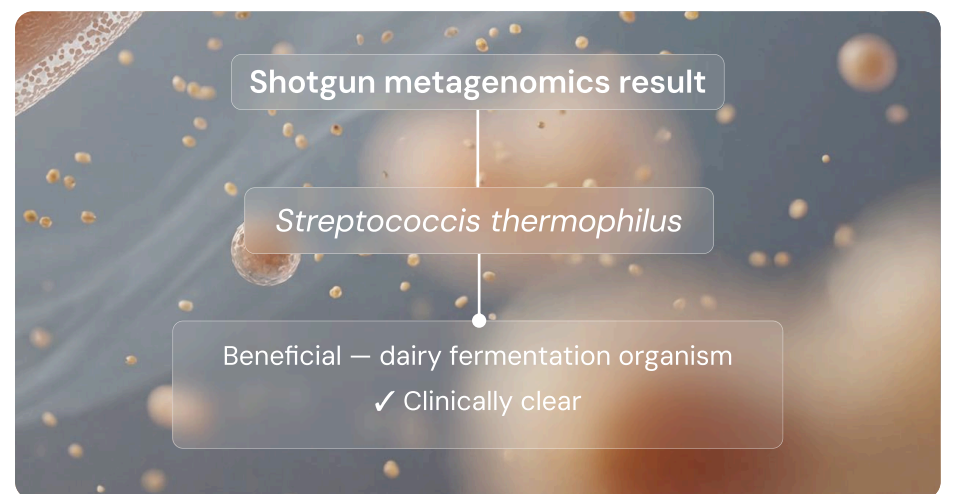 Shotgun metagenomics result
Streptococcis thermophilus
Beneficial — dairy fermentation organism
✓ Clinically clear